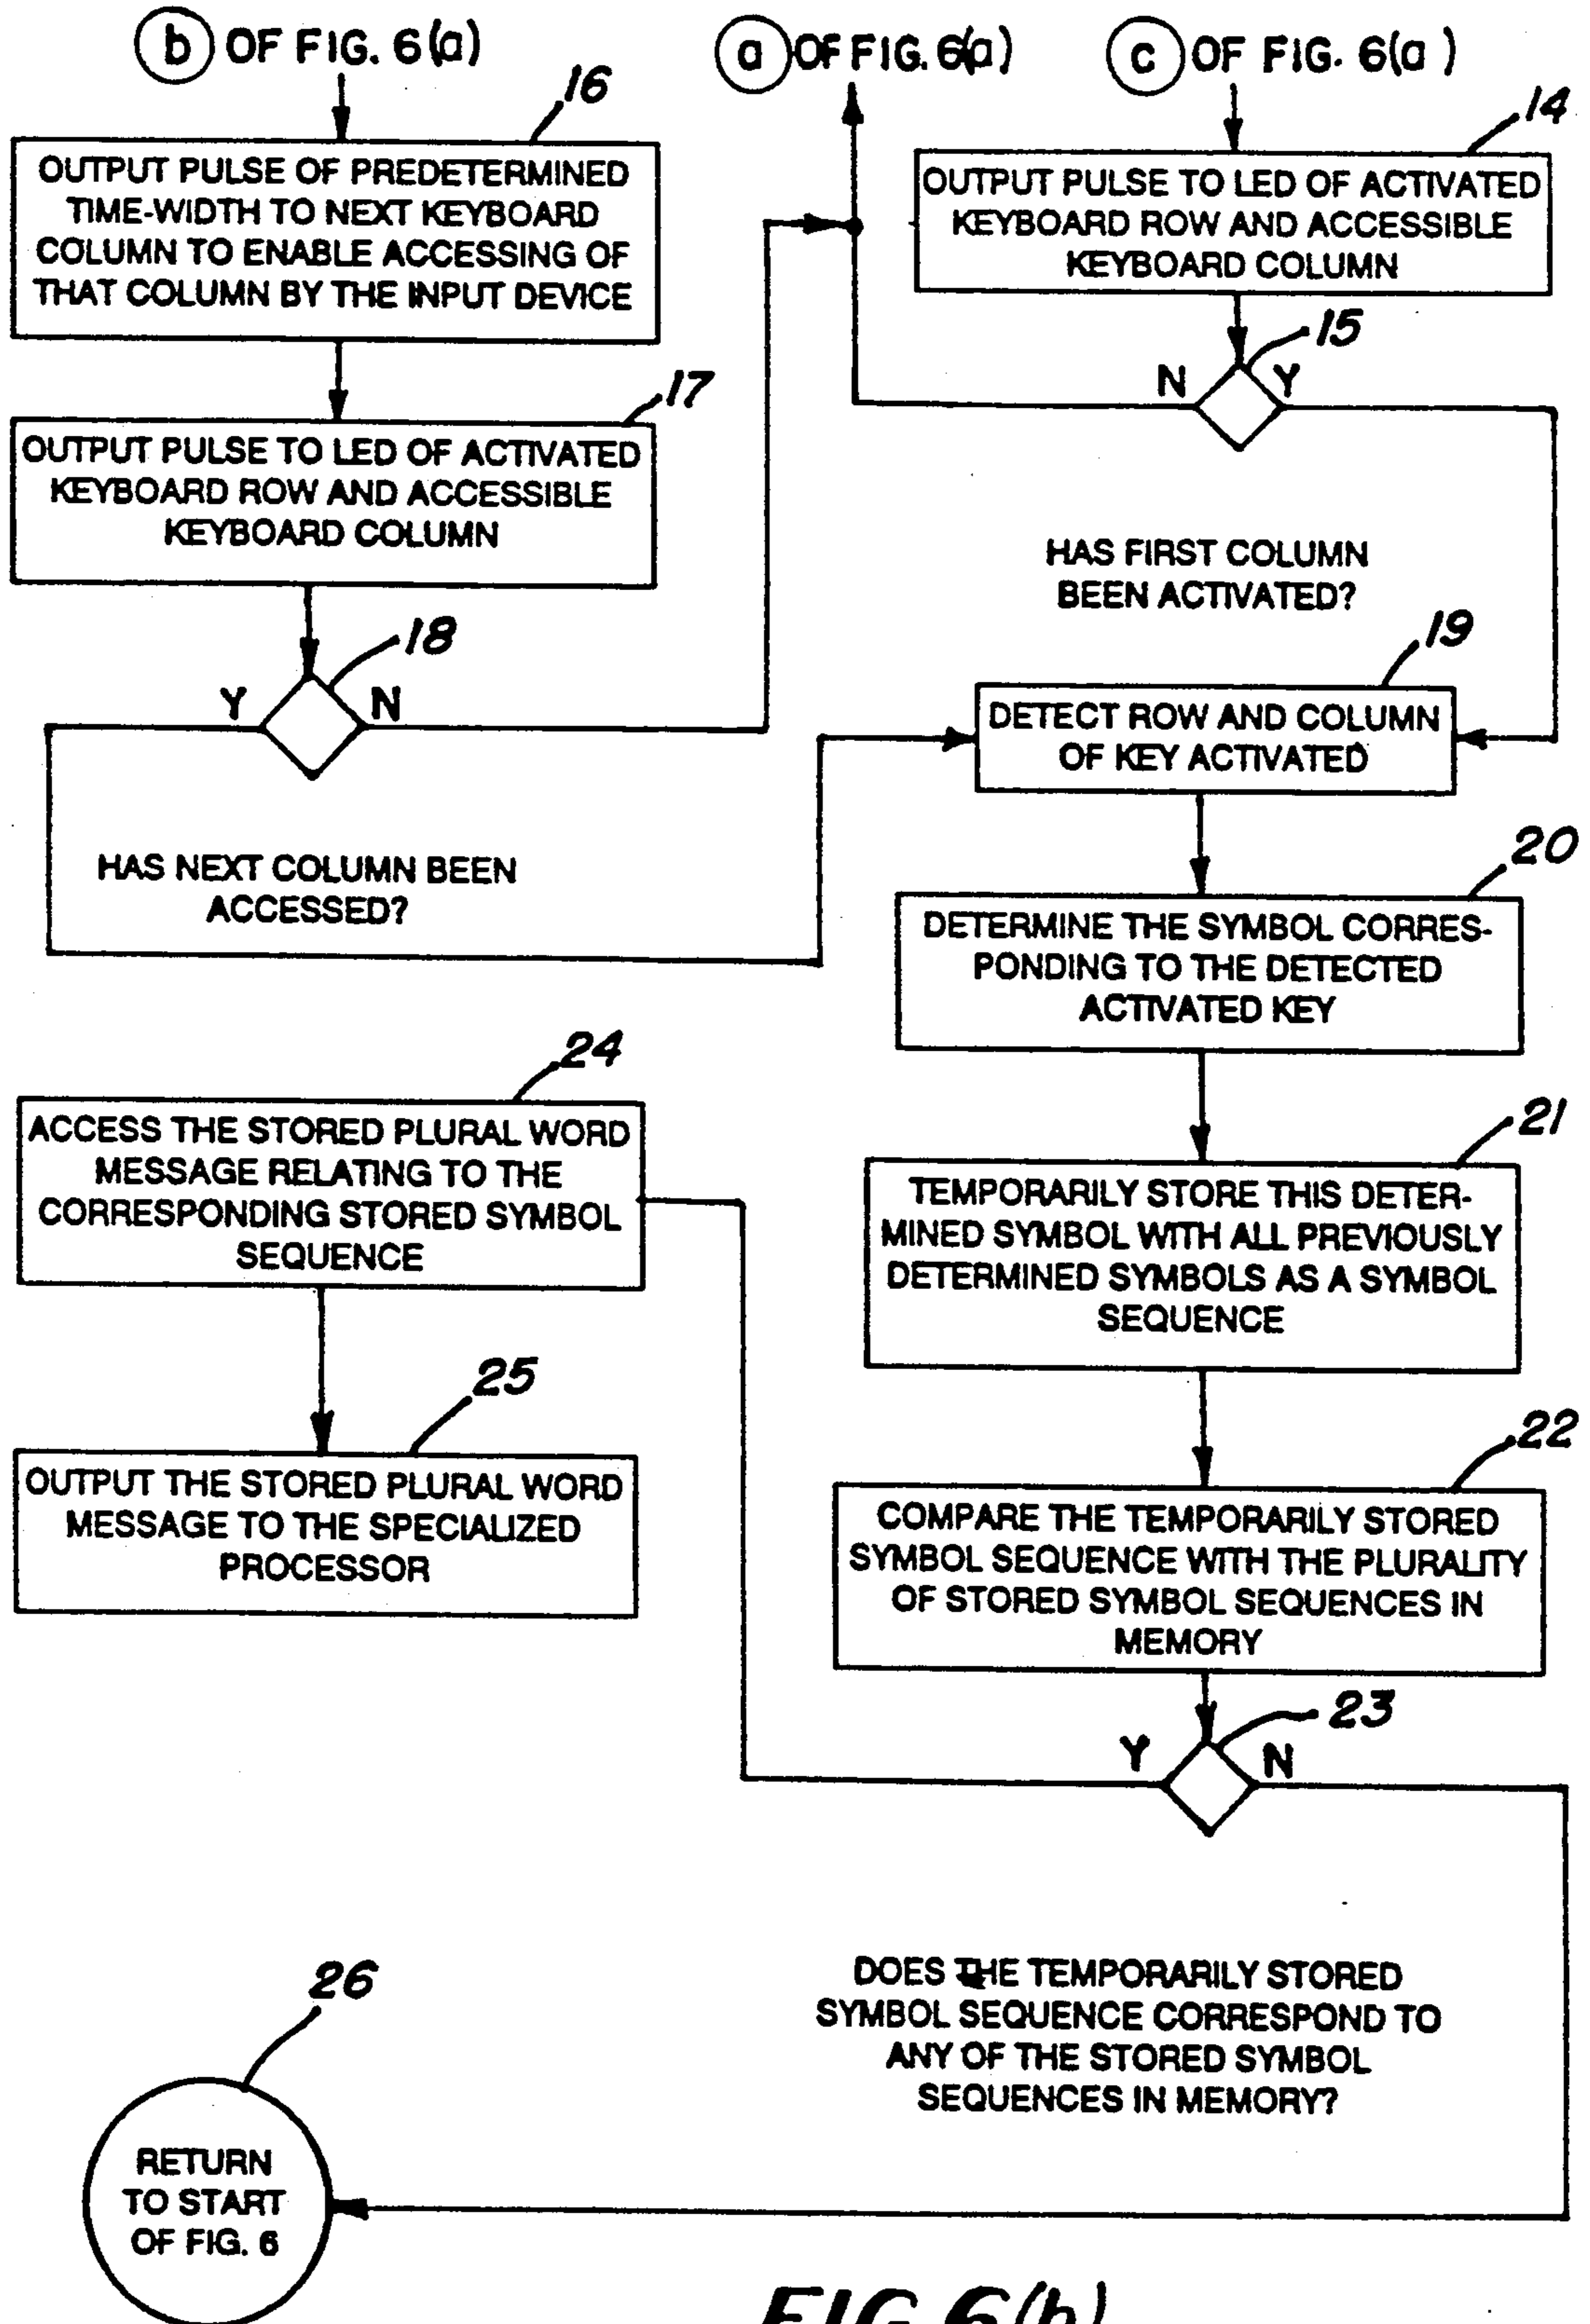 b OF FIG. 6(a)
a OF FIG. 6(a)
c OF FIG. 6(a)
16
OUTPUT PULSE OF PREDETERMINED
TIME-WIDTH TO NEXT KEYBOARD
COLUMN TO ENABLE ACCESSING OF
THAT COLUMN BY THE INPUT DEVICE
14
OUTPUT PULSE TO LED OF ACTIVATED
KEYBOARD ROW AND ACCESSIBLE
KEYBOARD COLUMN
15
N
Y
17
OUTPUT PULSE TO LED OF ACTIVATED
KEYBOARD ROW AND ACCESSIBLE
KEYBOARD COLUMN
HAS FIRST COLUMN
BEEN ACTIVATED?
18
Y
N
19
DETECT ROW AND COLUMN
OF KEY ACTIVATED
HAS NEXT COLUMN BEEN
ACCESSED?
20
DETERMINE THE SYMBOL CORRES-
PONDING TO THE DETECTED
ACTIVATED KEY
24
ACCESS THE STORED PLURAL WORD
MESSAGE RELATING TO THE
CORRESPONDING STORED SYMBOL
SEQUENCE
21
TEMPORARILY STORE THIS DETER-
MINED SYMBOL WITH ALL PREVIOUSLY
DETERMINED SYMBOLS AS A SYMBOL
SEQUENCE
25
OUTPUT THE STORED PLURAL WORD
MESSAGE TO THE SPECIALIZED
PROCESSOR
22
COMPARE THE TEMPORARILY STORED
SYMBOL SEQUENCE WITH THE PLURALITY
OF STORED SYMBOL SEQUENCES IN
MEMORY
23
Y
N
DOES THE TEMPORARILY STORED
SYMBOL SEQUENCE CORRESPOND TO
ANY OF THE STORED SYMBOL
SEQUENCES IN MEMORY?
26
RETURN
TO START
OF FIG. 6
FIG. 6(b)